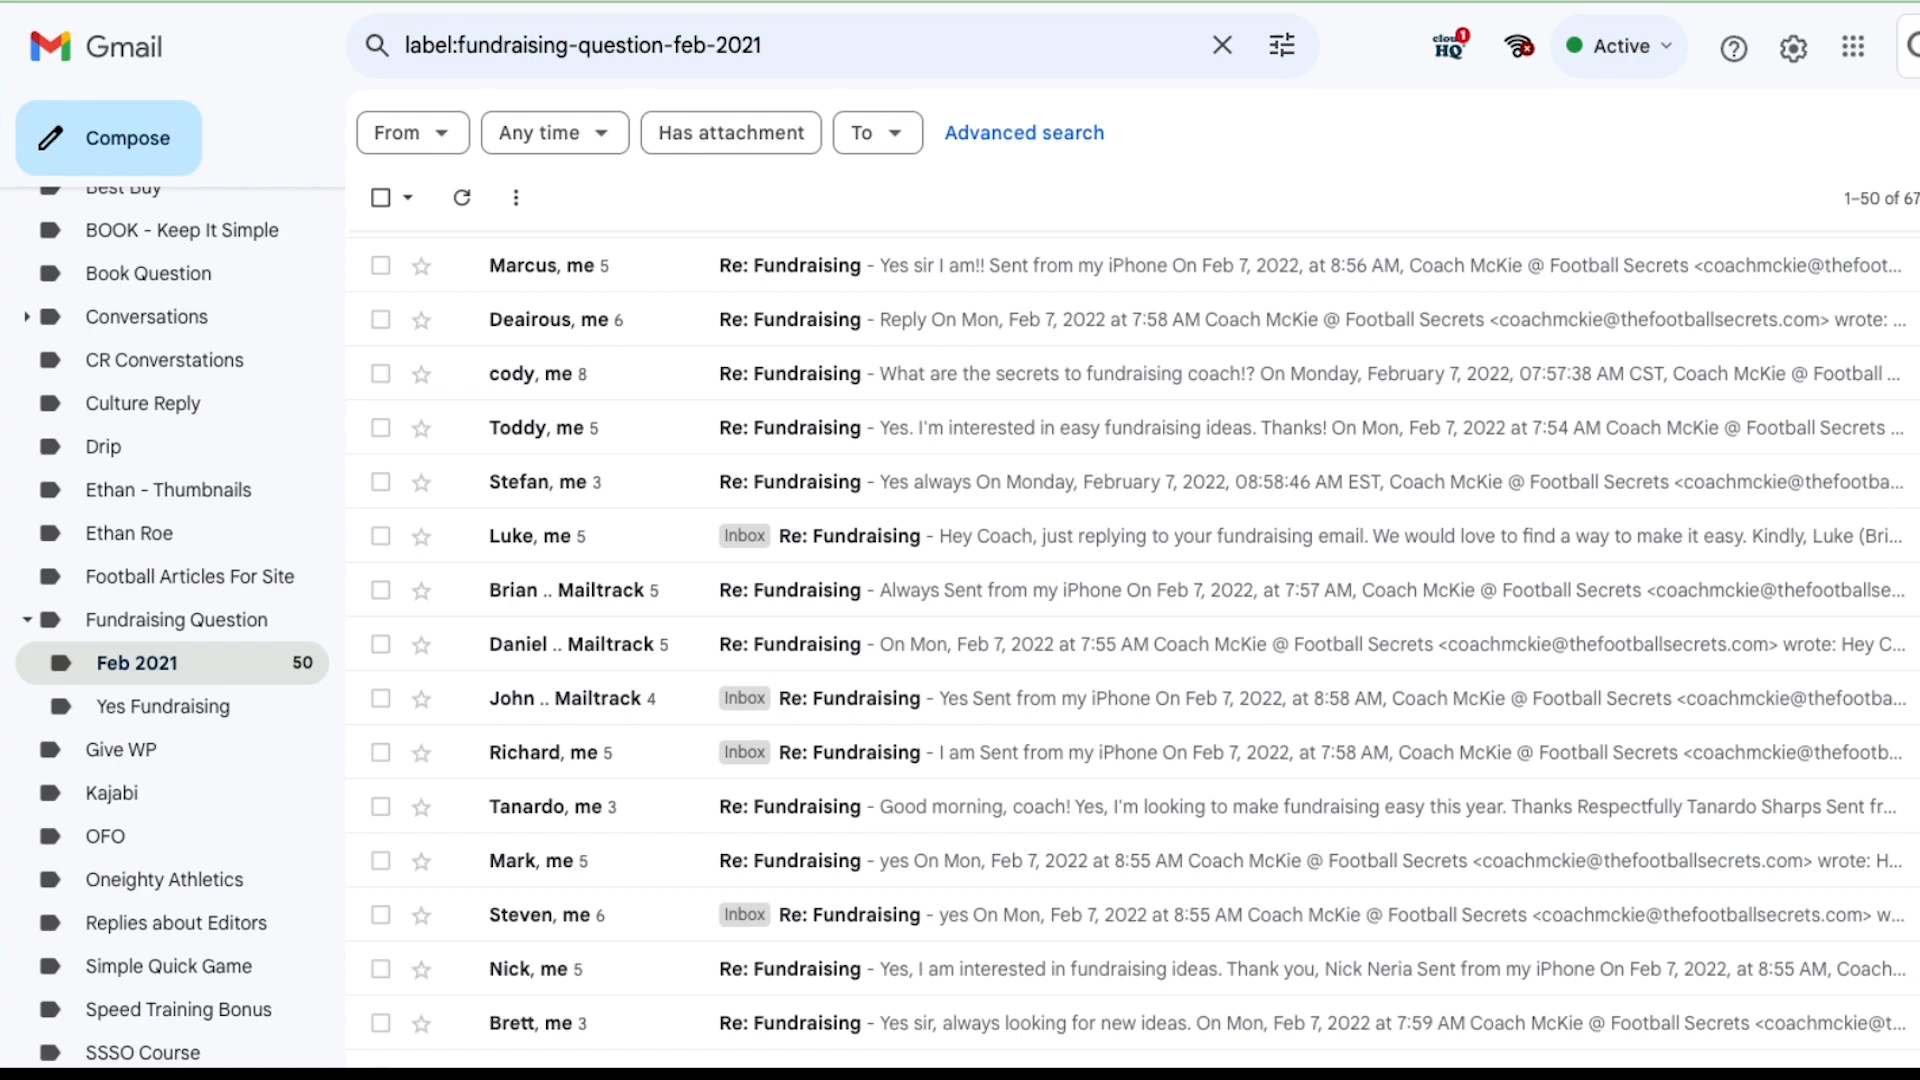 Gmail
label:fundraising-question-feb-2021
cloud HQ 1
Active
Compose
From
Any time
Has attachment
To
Advanced search
1–50 of 67
Best Buy
BOOK - Keep It Simple
Book Question
Conversations
CR Converstations
Culture Reply
Drip
Ethan - Thumbnails
Ethan Roe
Football Articles For Site
Fundraising Question
Feb 2021 50
Yes Fundraising
Give WP
Kajabi
OFO
Oneighty Athletics
Replies about Editors
Simple Quick Game
Speed Training Bonus
SSSO Course
Marcus, me 5 Re: Fundraising - Yes sir I am!! Sent from my iPhone On Feb 7, 2022, at 8:56 AM, Coach McKie @ Football Secrets <coachmckie@thefoot...
Deairous, me 6 Re: Fundraising - Reply On Mon, Feb 7, 2022 at 7:58 AM Coach McKie @ Football Secrets <coachmckie@thefootballsecrets.com> wrote: ...
cody, me 8 Re: Fundraising - What are the secrets to fundraising coach!? On Monday, February 7, 2022, 07:57:38 AM CST, Coach McKie @ Football ...
Toddy, me 5 Re: Fundraising - Yes. I'm interested in easy fundraising ideas. Thanks! On Mon, Feb 7, 2022 at 7:54 AM Coach McKie @ Football Secrets ...
Stefan, me 3 Re: Fundraising - Yes always On Monday, February 7, 2022, 08:58:46 AM EST, Coach McKie @ Football Secrets <coachmckie@thefootba...
Luke, me 5 Inbox Re: Fundraising - Hey Coach, just replying to your fundraising email. We would love to find a way to make it easy. Kindly, Luke (Bri...
Brian .. Mailtrack 5 Re: Fundraising - Always Sent from my iPhone On Feb 7, 2022, at 7:57 AM, Coach McKie @ Football Secrets <coachmckie@thefootballse...
Daniel .. Mailtrack 5 Re: Fundraising - On Mon, Feb 7, 2022 at 7:55 AM Coach McKie @ Football Secrets <coachmckie@thefootballsecrets.com> wrote: Hey C...
John .. Mailtrack 4 Inbox Re: Fundraising - Yes Sent from my iPhone On Feb 7, 2022, at 8:58 AM, Coach McKie @ Football Secrets <coachmckie@thefootba...
Richard, me 5 Inbox Re: Fundraising - I am Sent from my iPhone On Feb 7, 2022, at 7:58 AM, Coach McKie @ Football Secrets <coachmckie@thefootb...
Tanardo, me 3 Re: Fundraising - Good morning, coach! Yes, I'm looking to make fundraising easy this year. Thanks Respectfully Tanardo Sharps Sent fr...
Mark, me 5 Re: Fundraising - yes On Mon, Feb 7, 2022 at 8:55 AM Coach McKie @ Football Secrets <coachmckie@thefootballsecrets.com> wrote: H...
Steven, me 6 Inbox Re: Fundraising - yes On Mon, Feb 7, 2022 at 8:55 AM Coach McKie @ Football Secrets <coachmckie@thefootballsecrets.com> w...
Nick, me 5 Re: Fundraising - Yes, I am interested in fundraising ideas. Thank you, Nick Neria Sent from my iPhone On Feb 7, 2022, at 8:55 AM, Coach...
Brett, me 3 Re: Fundraising - Yes sir, always looking for new ideas. On Mon, Feb 7, 2022 at 7:59 AM Coach McKie @ Football Secrets <coachmckie@t...